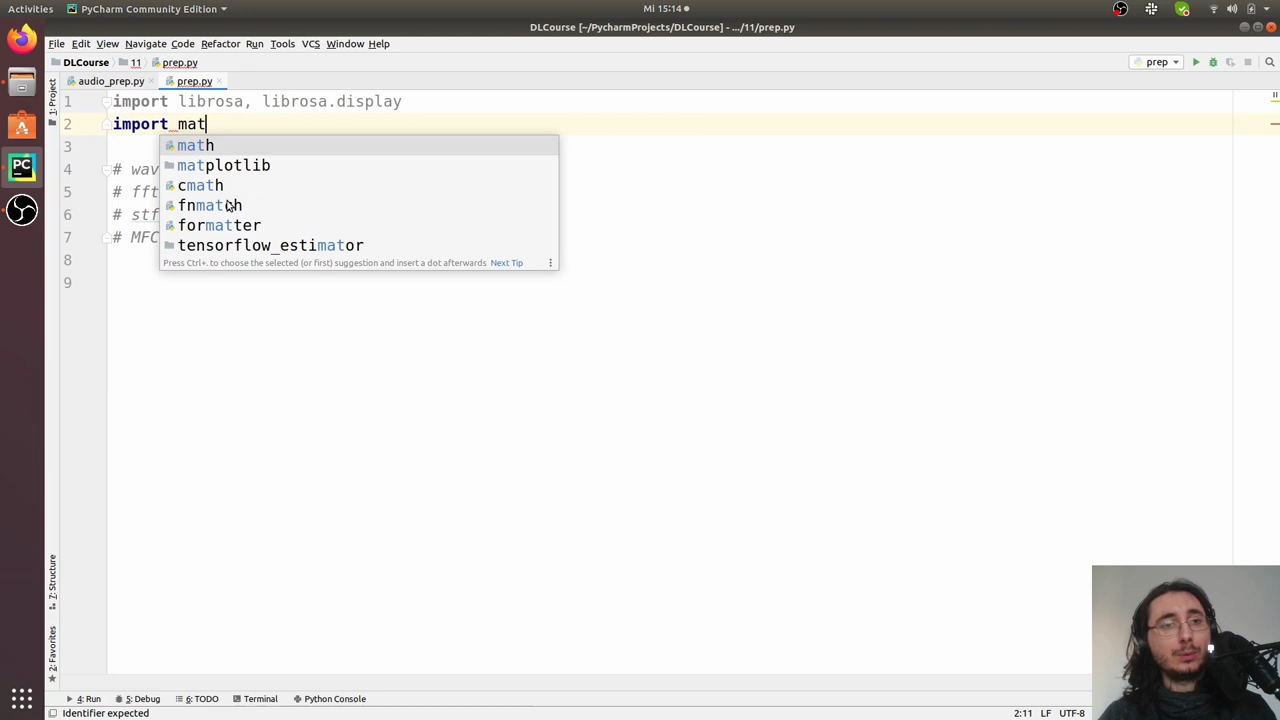 Activities
PyCharm Community Edition
Mi 15:14
DLCourse [~/PycharmProjects/DLCourse] - .../11/prep.py
File Edit View Navigate Code Refactor Run Tools VCS Window Help
DLCourse 11 prep.py
prep
audio_prep.py prep.py
1: Project
1 import librosa, librosa.display
2 import mat
3
math
4 # wav
matplotlib
5 # fft
cmath
fnmatch
6 # stf
formatter
7 # MFC
tensorflow_estimator
8
Press Ctrl+. to choose the selected (or first) suggestion and insert a dot afterwards Next Tip
9
7: Structure
2: Favorites
4: Run 5: Debug 6: TODO Terminal Python Console
Identifier expected
2:11 LF UTF-8